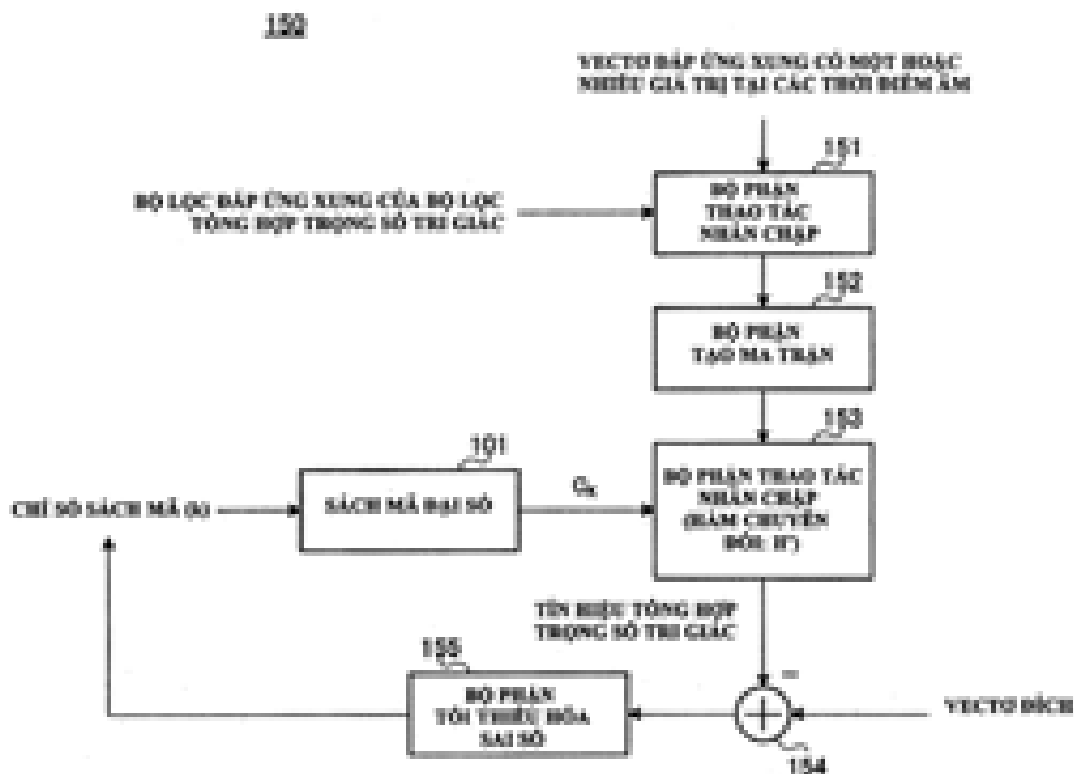 150
VECTƠ ĐÁP ỨNG XUNG CÓ MỘT HOẶC
NHIỀU GIÁ TRỊ TẠI CÁC THỜI ĐIỂM ÂM
151
BỘ PHẬN
THAO TÁC
NHÂN CHẬP
BỘ LỌC ĐÁP ỨNG XUNG CỦA BỘ LỌC
TỔNG HỢP TRỌNG SỐ TRI GIÁC
152
BỘ PHẬN
TẠO MA TRẬN
153
BỘ PHẬN THAO TÁC
NHÂN CHẬP
(HÀM CHUYỂN
ĐỔI: H')
101
SÁCH MÃ ĐẠI SỐ
Ck
CHỈ SỐ SÁCH MÃ (k)
TÍN HIỆU TỔNG HỢP
TRỌNG SỐ TRI GIÁC
155
BỘ PHẬN
TỐI THIỂU HÓA
SAI SỐ
−
+
VECTƠ ĐÍCH
154